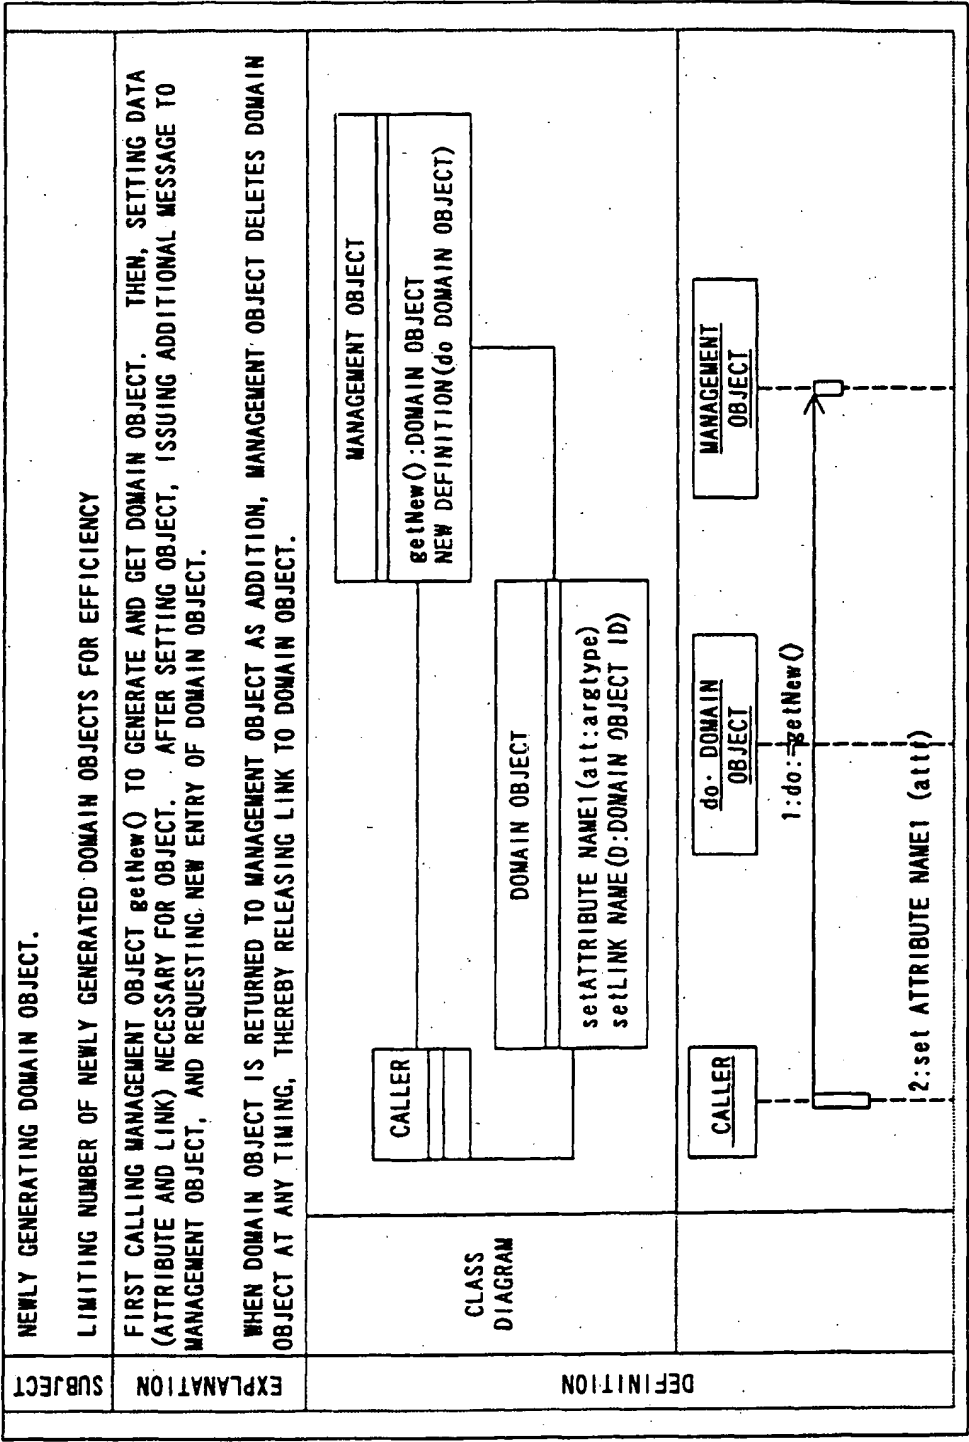 SUBJECT
NEWLY GENERATING DOMAIN OBJECT.
LIMITING NUMBER OF NEWLY GENERATED DOMAIN OBJECTS FOR EFFICIENCY
EXPLANATION
FIRST CALLING MANAGEMENT OBJECT getNew() TO GENERATE AND GET DOMAIN OBJECT. THEN, SETTING DATA
(ATTRIBUTE AND LINK) NECESSARY FOR OBJECT. AFTER SETTING OBJECT, ISSUING ADDITIONAL MESSAGE TO
MANAGEMENT OBJECT, AND REQUESTING NEW ENTRY OF DOMAIN OBJECT.
WHEN DOMAIN OBJECT IS RETURNED TO MANAGEMENT OBJECT AS ADDITION, MANAGEMENT OBJECT DELETES DOMAIN
OBJECT AT ANY TIMING, THEREBY RELEASING LINK TO DOMAIN OBJECT.
DEFINITION
CLASS
DIAGRAM
CALLER
MANAGEMENT OBJECT
getNew():DOMAIN OBJECT
NEW DEFINITION(do DOMAIN OBJECT)
DOMAIN OBJECT
setATTRIBUTE NAME1(att:argtype)
setLINK NAME(D:DOMAIN OBJECT ID)
CALLER
do: DOMAIN
OBJECT
MANAGEMENT
OBJECT
1:do:=getNew()
2:set ATTRIBUTE NAME1 (attr)